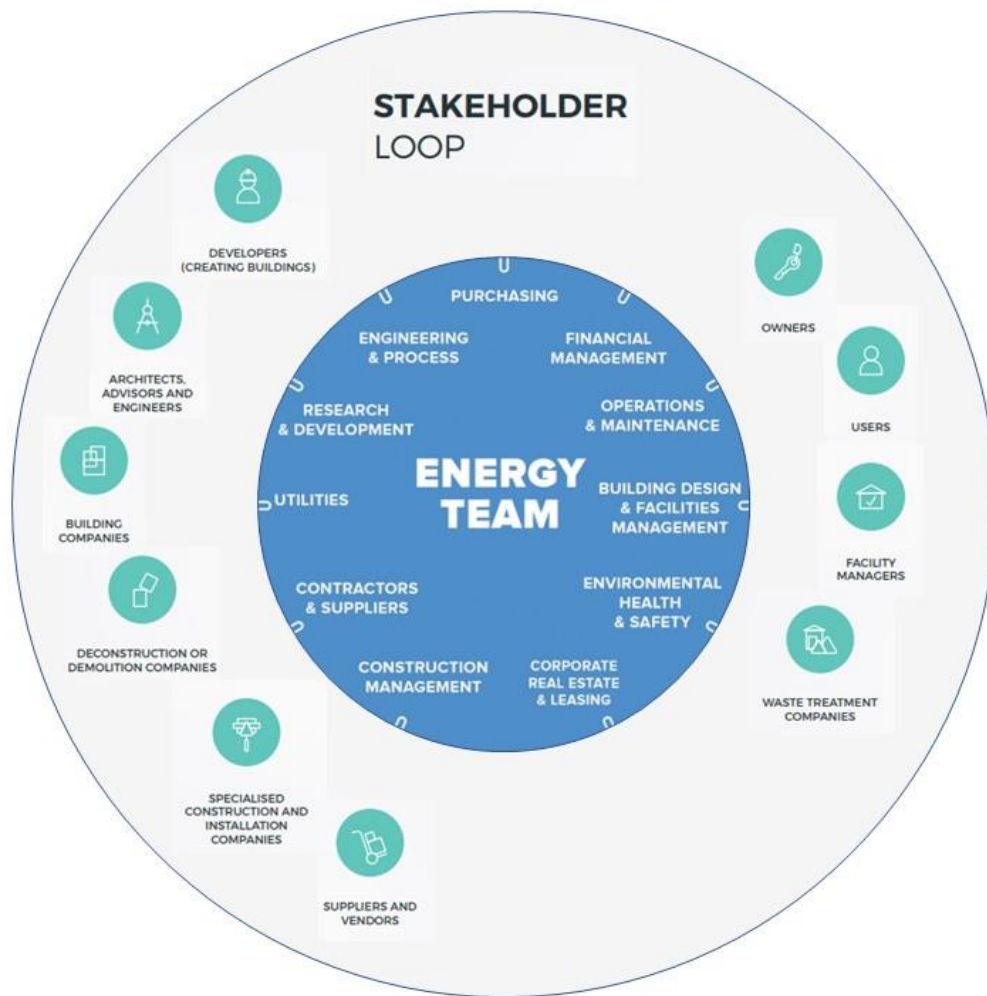 STAKEHOLDER
LOOP
DEVELOPERS
(CREATING BUILDINGS)
ARCHITECTS,
ADVISORS AND
ENGINEERS
BUILDING
COMPANIES
DECONSTRUCTION OR
DEMOLITION COMPANIES
SPECIALISED
CONSTRUCTION AND
INSTALLATION
COMPANIES
SUPPLIERS AND
VENDORS
OWNERS
USERS
FACILITY
MANAGERS
WASTE TREATMENT
COMPANIES
ENERGY
TEAM
PURCHASING
FINANCIAL
MANAGEMENT
OPERATIONS
& MAINTENANCE
BUILDING DESIGN
& FACILITIES
MANAGEMENT
ENVIRONMENTAL
HEALTH
& SAFETY
CORPORATE
REAL ESTATE
& LEASING
CONSTRUCTION
MANAGEMENT
CONTRACTORS
& SUPPLIERS
UTILITIES
RESEARCH
& DEVELOPMENT
ENGINEERING
& PROCESS